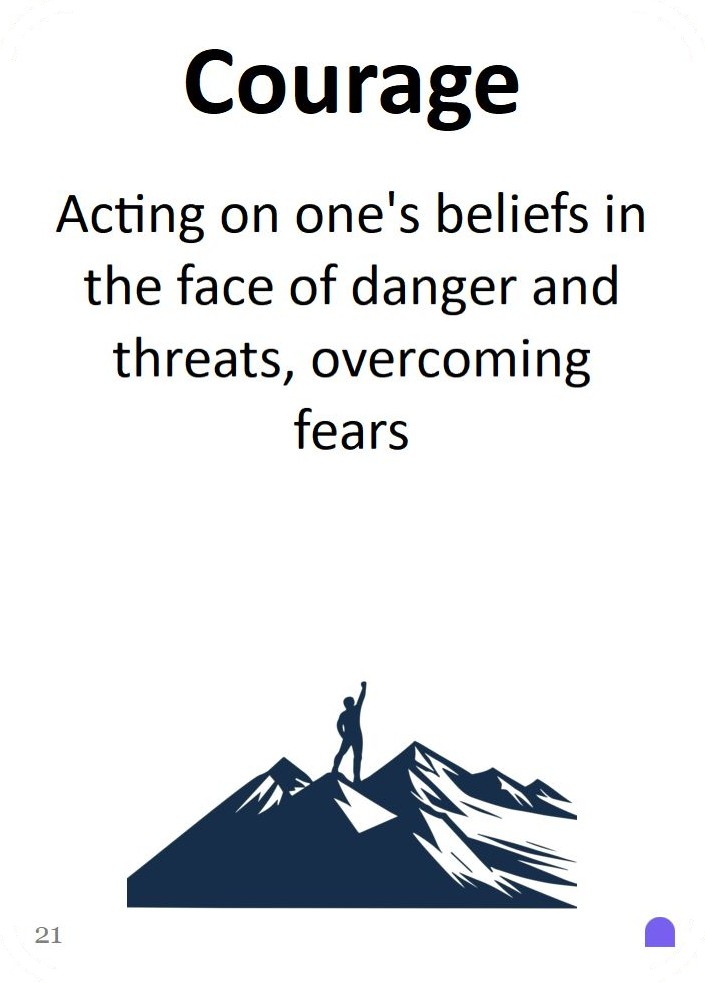 Courage
Acting on one's beliefs in
the face of danger and
threats, overcoming
fears
21